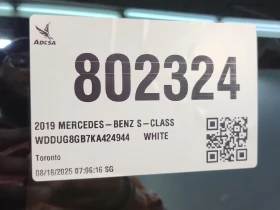 ADESA
802324
2019 MERCEDES-BENZ S-CLASS
WDDUG8GB7KA424944 WHITE
Toronto
08/18/2025 07:06:16 SG